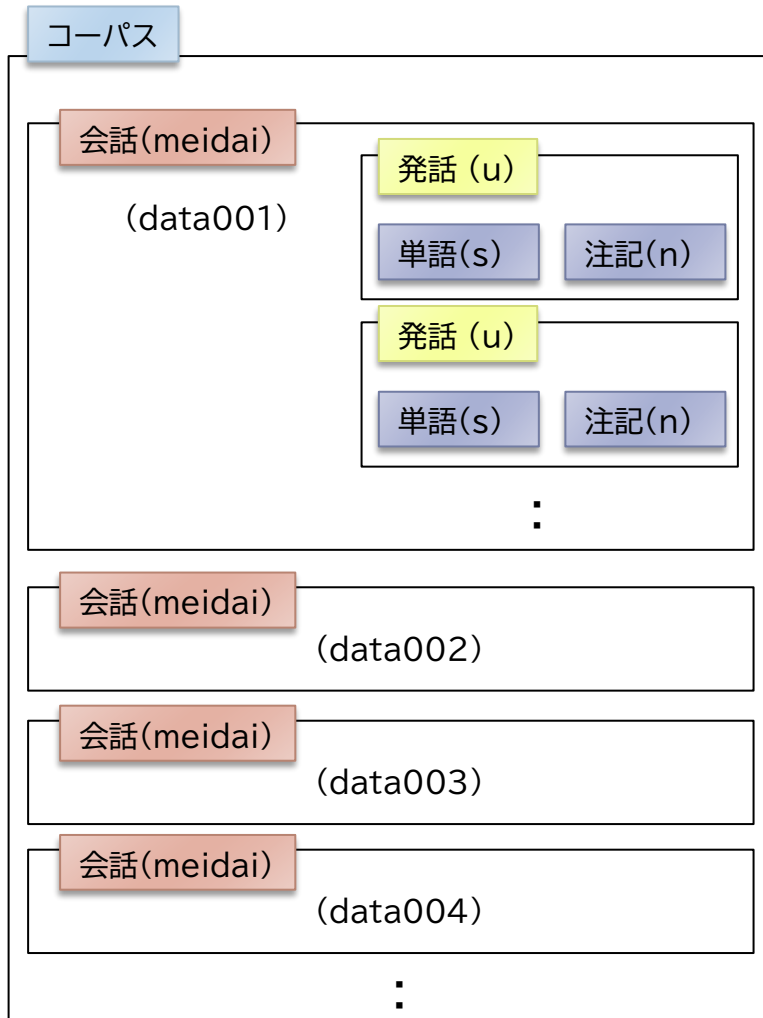 コーパス
会話(meidai)
(data001)
発話 (u)
単語(s)
注記(n)
発話 (u)
単語(s)
注記(n)
:
会話(meidai)
(data002)
会話(meidai)
(data003)
会話(meidai)
(data004)
: